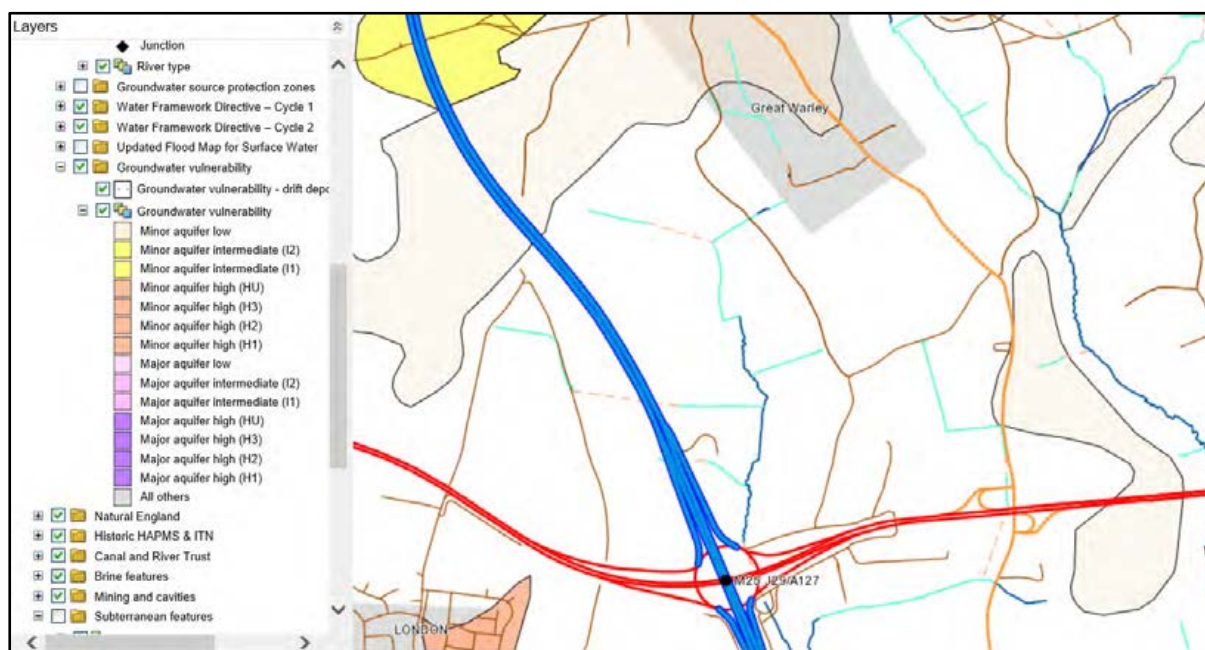 Layers
Junction
River type
Groundwater source protection zones
Water Framework Directive – Cycle 1
Water Framework Directive – Cycle 2
Updated Flood Map for Surface Water
Groundwater vulnerability
Groundwater vulnerability - drift depo
Groundwater vulnerability
Minor aquifer low
Minor aquifer intermediate (I2)
Minor aquifer intermediate (I1)
Minor aquifer high (HU)
Minor aquifer high (H3)
Minor aquifer high (H2)
Minor aquifer high (H1)
Major aquifer low
Major aquifer intermediate (I2)
Major aquifer intermediate (I1)
Major aquifer high (HU)
Major aquifer high (H3)
Major aquifer high (H2)
Major aquifer high (H1)
All others
Natural England
Historic HAPMS & ITN
Canal and River Trust
Brine features
Mining and cavities
Subterranean features
Great Warley
M25 J29/A127
LONDON